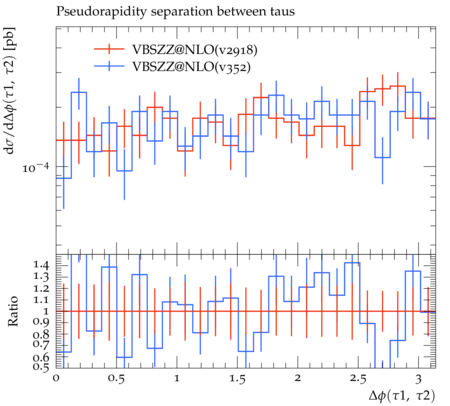 Pseudorapidity separation between taus
dσ/dΔϕ(τ1, τ2) [pb]
VBSZZ@NLO(v2918)
VBSZZ@NLO(v352)
10⁻⁴
Ratio
1.4
1.3
1.2
1.1
1
0.9
0.8
0.7
0.6
0.5
0 0.5 1 1.5 2 2.5 3
Δϕ(τ1, τ2)